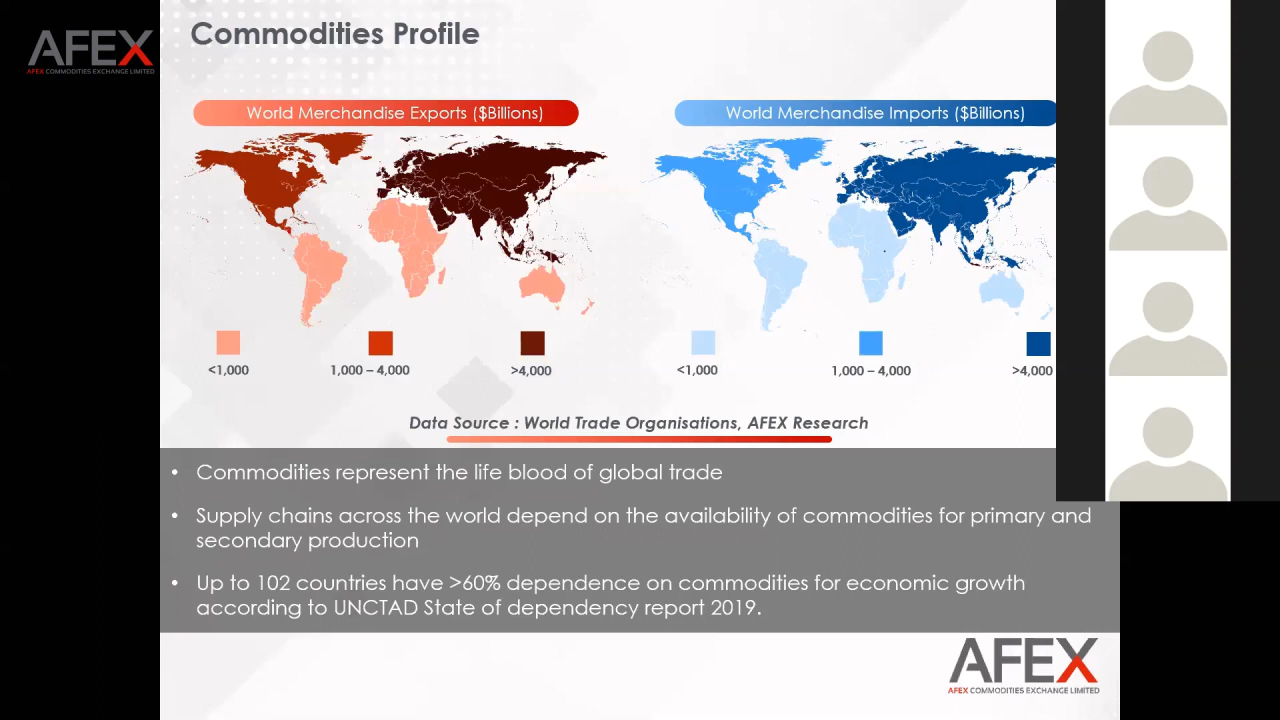 AFEX
AFEX COMMODITIES EXCHANGE LIMITED
Commodities Profile
World Merchandise Exports ($Billions)
World Merchandise Imports ($Billions)
<1,000
1,000 – 4,000
>4,000
<1,000
1,000 – 4,000
>4,000
Data Source : World Trade Organisations, AFEX Research
• Commodities represent the life blood of global trade
• Supply chains across the world depend on the availability of commodities for primary and
secondary production
• Up to 102 countries have >60% dependence on commodities for economic growth
according to UNCTAD State of dependency report 2019.
AFEX
AFEX COMMODITIES EXCHANGE LIMITED